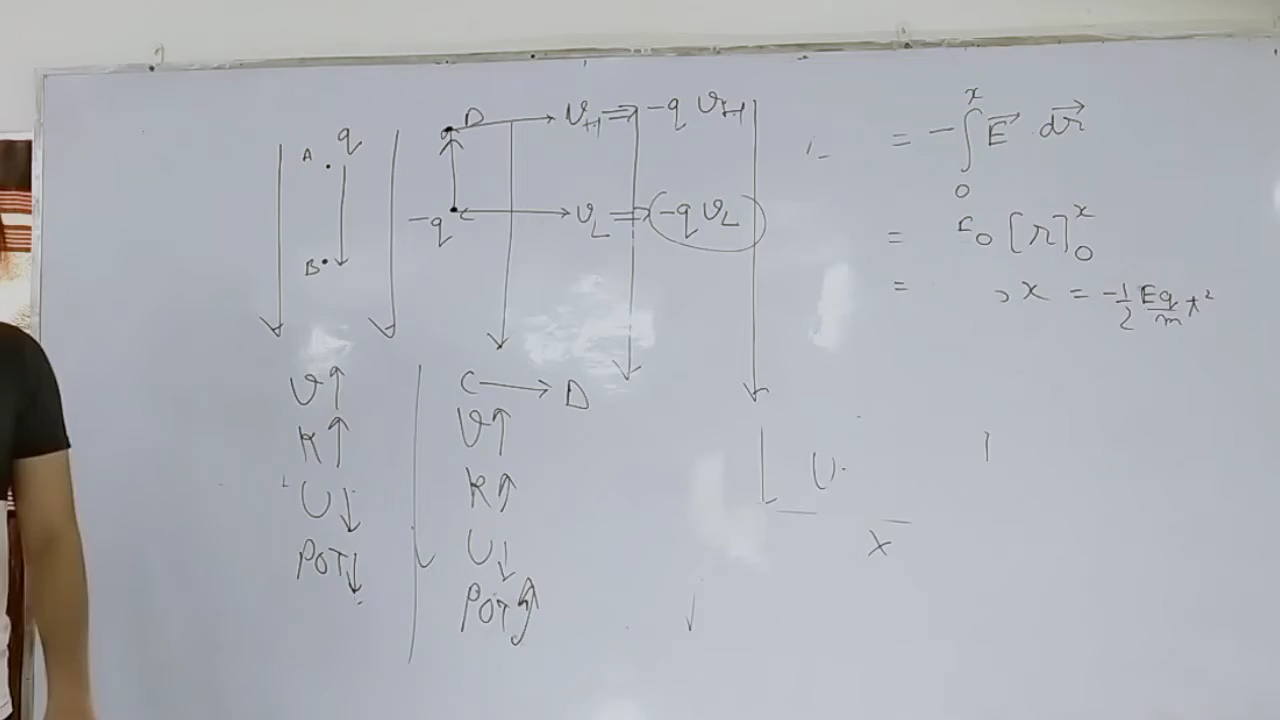 A q
B
D → V_H ⇒ -q V_H
-q C → V_L ⇒ -q V_L
V↑
K↑
U↓
POT↓
C → D
V↑
K↑
U↓
POT↑
U
x
= -∫₀ˣ E⃗ dr⃗
= E₀ [r]₀ˣ
= , x = -1/2 Eq/m t²